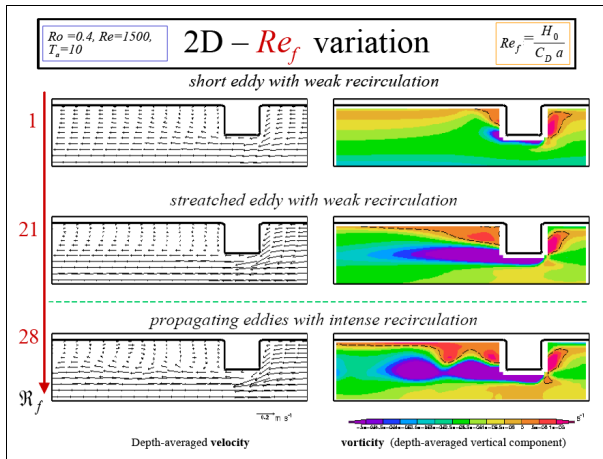 Ro =0.4, Re=1500,
T_a=10
2D – Re_f variation
Re_f = H_0 / C_D a
short eddy with weak recirculation
1
streatched eddy with weak recirculation
21
propagating eddies with intense recirculation
28
ℜ_f
0.2 m s⁻¹
s⁻¹
Depth-averaged velocity
vorticity (depth-averaged vertical component)